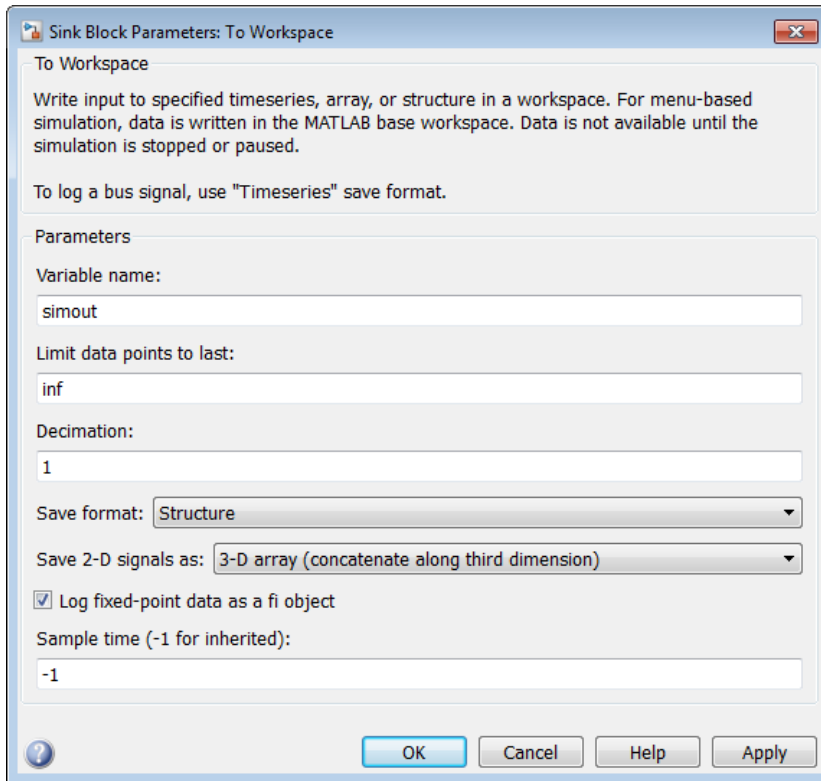 Sink Block Parameters: To Workspace
To Workspace
Write input to specified timeseries, array, or structure in a workspace. For menu-based
simulation, data is written in the MATLAB base workspace. Data is not available until the
simulation is stopped or paused.
To log a bus signal, use "Timeseries" save format.
Parameters
Variable name:
simout
Limit data points to last:
inf
Decimation:
1
Save format: Structure
Save 2-D signals as: 3-D array (concatenate along third dimension)
Log fixed-point data as a fi object
Sample time (-1 for inherited):
-1
? OK Cancel Help Apply